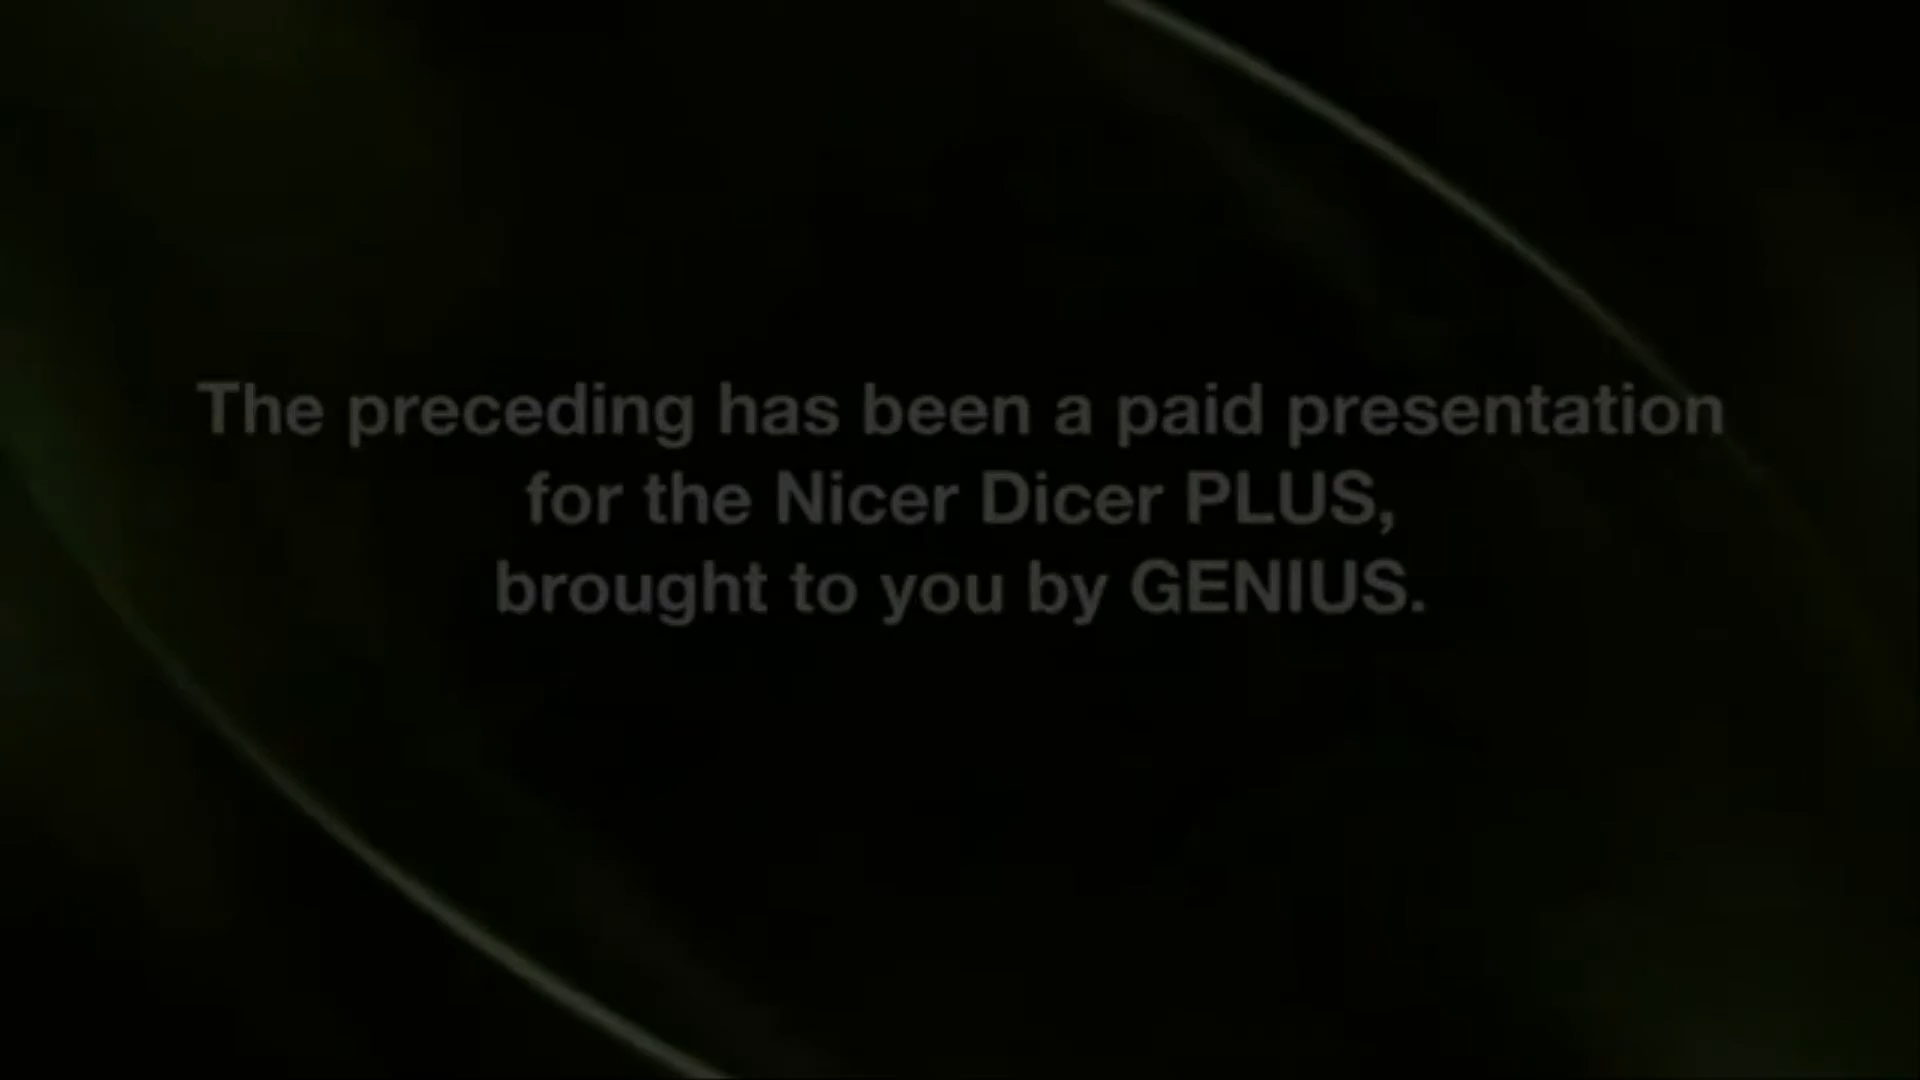 The preceding has been a paid presentation
for the Nicer Dicer PLUS,
brought to you by GENIUS.